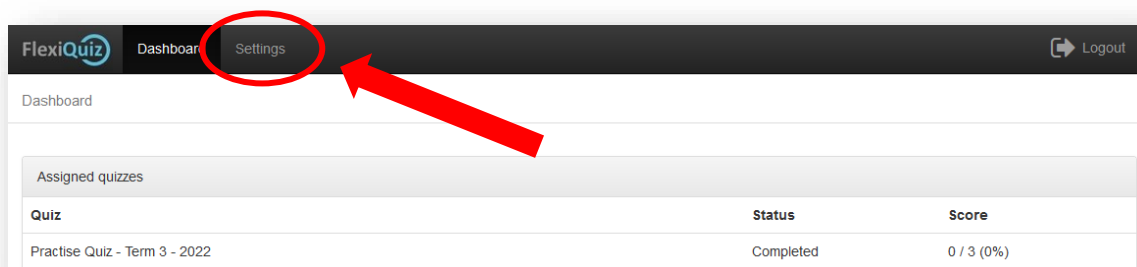 FlexiQuiz Dashboard Settings Logout
Dashboard
Assigned quizzes
Quiz Status Score
Practise Quiz - Term 3 - 2022 Completed 0 / 3 (0%)